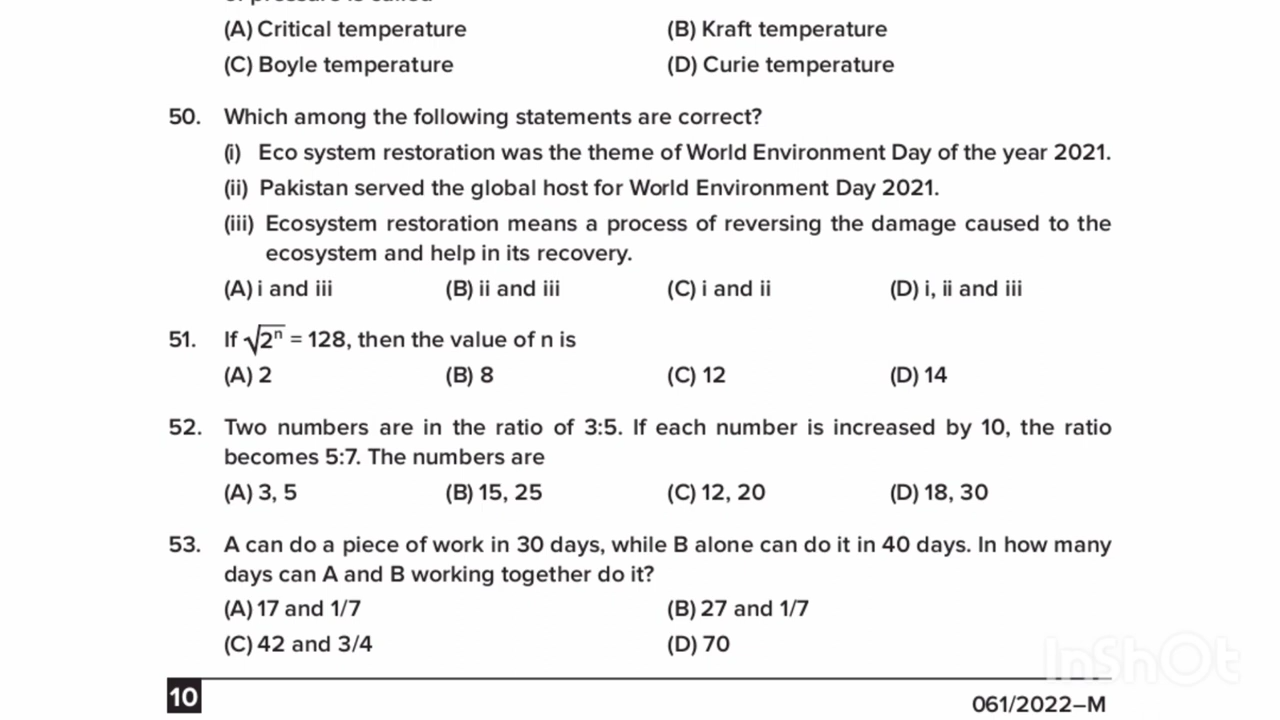 of pressure is called
(A) Critical temperature (B) Kraft temperature
(C) Boyle temperature (D) Curie temperature
50. Which among the following statements are correct?
(i) Eco system restoration was the theme of World Environment Day of the year 2021.
(ii) Pakistan served the global host for World Environment Day 2021.
(iii) Ecosystem restoration means a process of reversing the damage caused to the
ecosystem and help in its recovery.
(A) i and iii (B) ii and iii (C) i and ii (D) i, ii and iii
51. If √2ⁿ = 128, then the value of n is
(A) 2 (B) 8 (C) 12 (D) 14
52. Two numbers are in the ratio of 3:5. If each number is increased by 10, the ratio
becomes 5:7. The numbers are
(A) 3, 5 (B) 15, 25 (C) 12, 20 (D) 18, 30
53. A can do a piece of work in 30 days, while B alone can do it in 40 days. In how many
days can A and B working together do it?
(A) 17 and 1/7 (B) 27 and 1/7
(C) 42 and 3/4 (D) 70
InShOt
10 061/2022–M